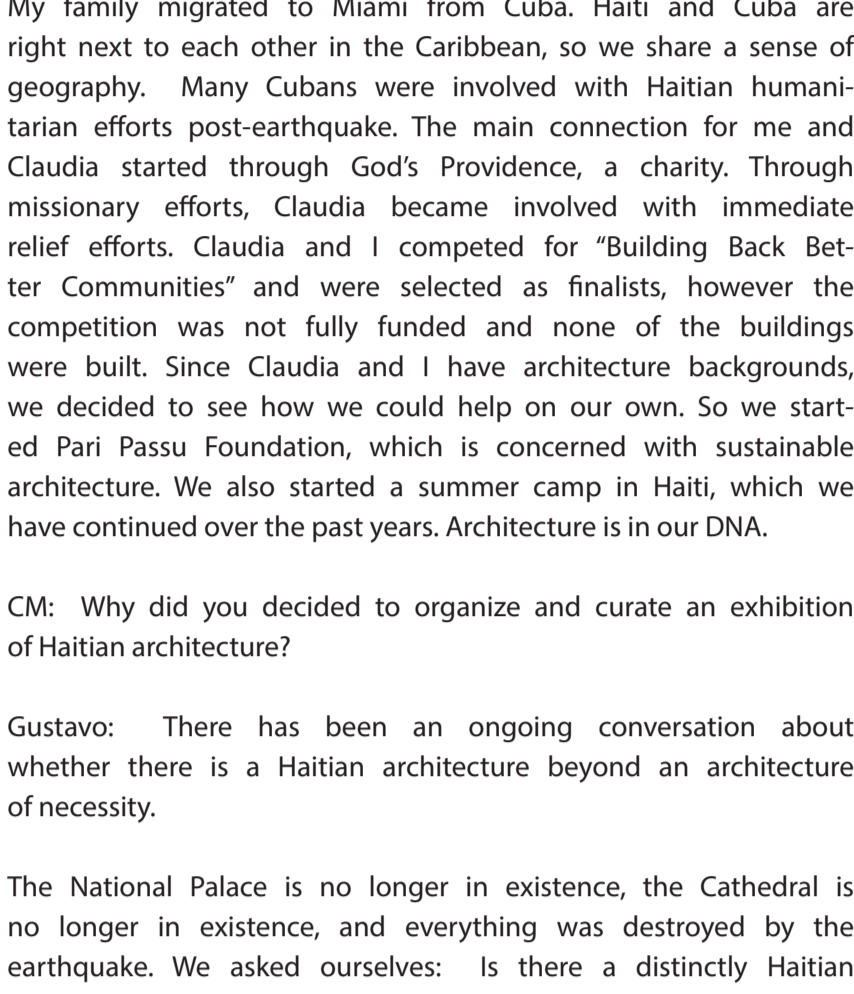 My family migrated to Miami from Cuba. Haiti and Cuba are
right next to each other in the Caribbean, so we share a sense of
geography. Many Cubans were involved with Haitian humani-
tarian efforts post-earthquake. The main connection for me and
Claudia started through God’s Providence, a charity. Through
missionary efforts, Claudia became involved with immediate
relief efforts. Claudia and I competed for “Building Back Bet-
ter Communities” and were selected as finalists, however the
competition was not fully funded and none of the buildings
were built. Since Claudia and I have architecture backgrounds,
we decided to see how we could help on our own. So we start-
ed Pari Passu Foundation, which is concerned with sustainable
architecture. We also started a summer camp in Haiti, which we
have continued over the past years. Architecture is in our DNA.

CM: Why did you decided to organize and curate an exhibition
of Haitian architecture?

Gustavo: There has been an ongoing conversation about
whether there is a Haitian architecture beyond an architecture
of necessity.

The National Palace is no longer in existence, the Cathedral is
no longer in existence, and everything was destroyed by the
earthquake. We asked ourselves: Is there a distinctly Haitian